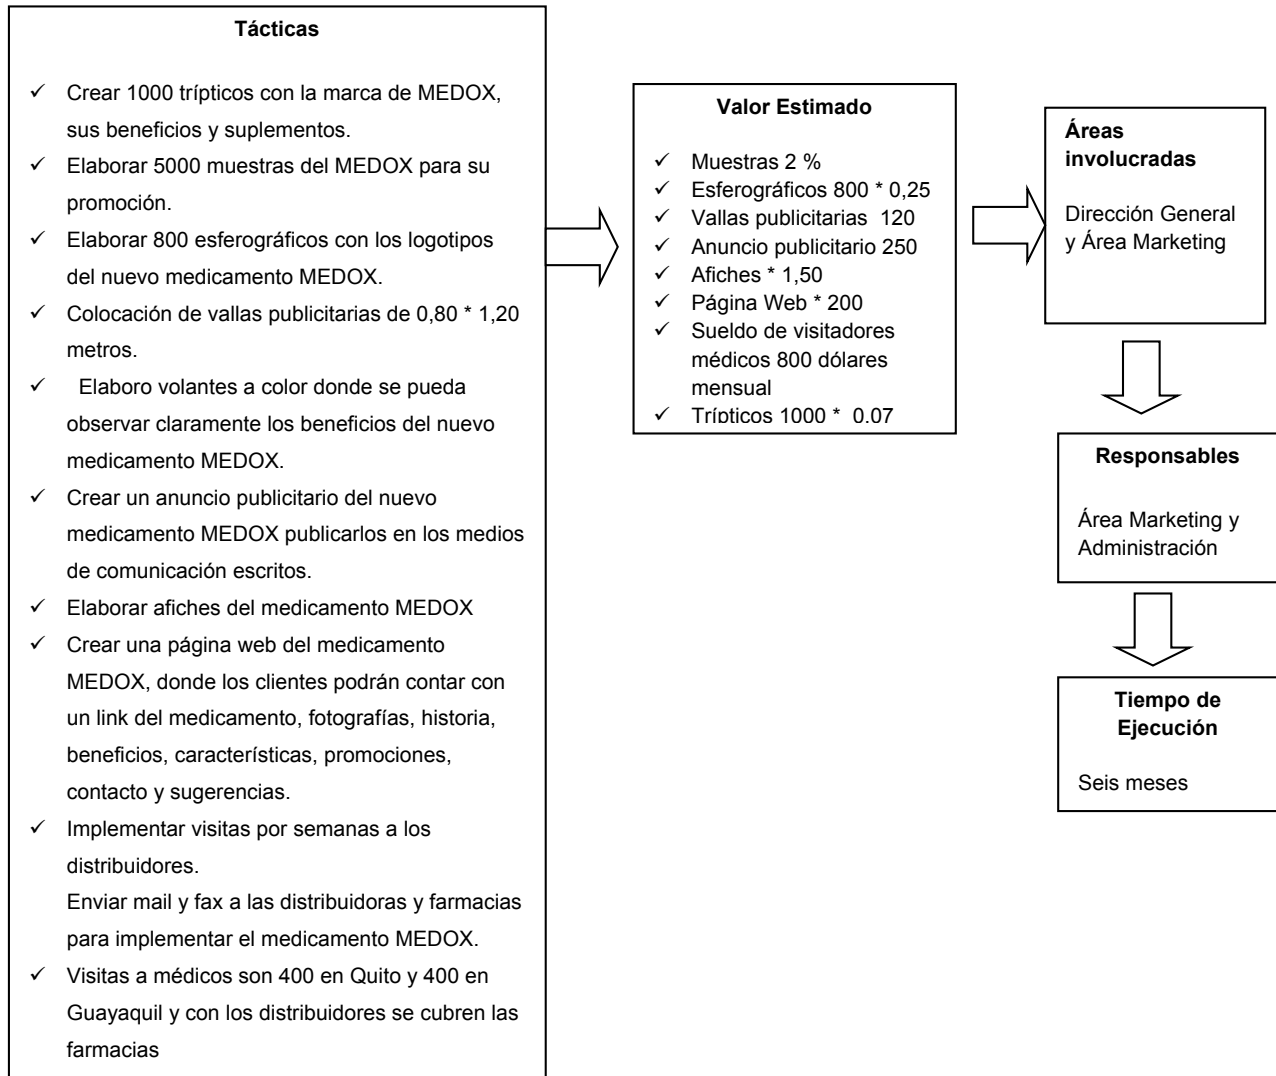 Tácticas
✓ Crear 1000 trípticos con la marca de MEDOX,
sus beneficios y suplementos.
✓ Elaborar 5000 muestras del MEDOX para su
promoción.
✓ Elaborar 800 esferográficos con los logotipos
del nuevo medicamento MEDOX.
✓ Colocación de vallas publicitarias de 0,80 * 1,20
metros.
✓ Elaboro volantes a color donde se pueda
observar claramente los beneficios del nuevo
medicamento MEDOX.
✓ Crear un anuncio publicitario del nuevo
medicamento MEDOX publicarlos en los medios
de comunicación escritos.
✓ Elaborar afiches del medicamento MEDOX
✓ Crear una página web del medicamento
MEDOX, donde los clientes podrán contar con
un link del medicamento, fotografías, historia,
beneficios, características, promociones,
contacto y sugerencias.
✓ Implementar visitas por semanas a los
distribuidores.
Enviar mail y fax a las distribuidoras y farmacias
para implementar el medicamento MEDOX.
✓ Visitas a médicos son 400 en Quito y 400 en
Guayaquil y con los distribuidores se cubren las
farmacias
Valor Estimado
✓ Muestras 2 %
✓ Esferográficos 800 * 0,25
✓ Vallas publicitarias 120
✓ Anuncio publicitario 250
✓ Afiches * 1,50
✓ Página Web * 200
✓ Sueldo de visitadores
médicos 800 dólares
mensual
✓ Trípticos 1000 * 0.07
Áreas
involucradas
Dirección General
y Área Marketing
Responsables
Área Marketing y
Administración
Tiempo de
Ejecución
Seis meses